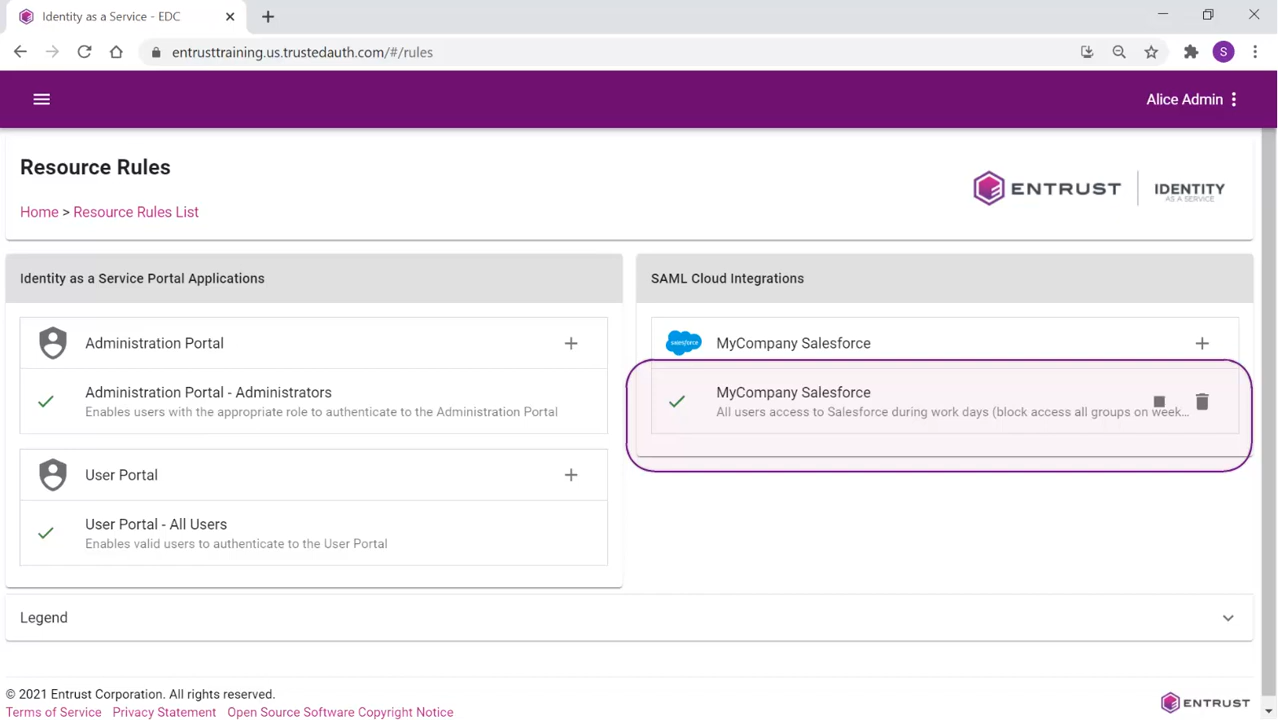 Identity as a Service - EDC
entrusttraining.us.trustedauth.com/#/rules
S
Alice Admin
Resource Rules
Home > Resource Rules List
ENTRUST
IDENTITY
AS A SERVICE
Identity as a Service Portal Applications
Administration Portal
Administration Portal - Administrators
Enables users with the appropriate role to authenticate to the Administration Portal
User Portal
User Portal - All Users
Enables valid users to authenticate to the User Portal
SAML Cloud Integrations
salesforce
MyCompany Salesforce
MyCompany Salesforce
All users access to Salesforce during work days (block access all groups on week...
Legend
© 2021 Entrust Corporation. All rights reserved.
Terms of Service Privacy Statement Open Source Software Copyright Notice
ENTRUST